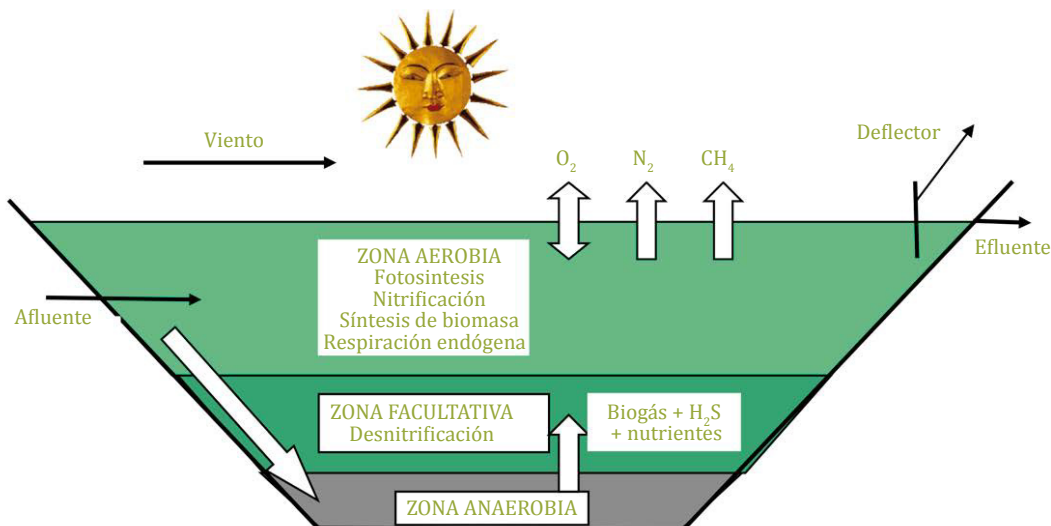 Viento
Deflector
O₂
N₂
CH₄
Efluente
ZONA AEROBIA
Fotosintesis
Nitrificación
Síntesis de biomasa
Respiración endógena
Afluente
ZONA FACULTATIVA
Desnitrificación
Biogás + H₂S
+ nutrientes
ZONA ANAEROBIA